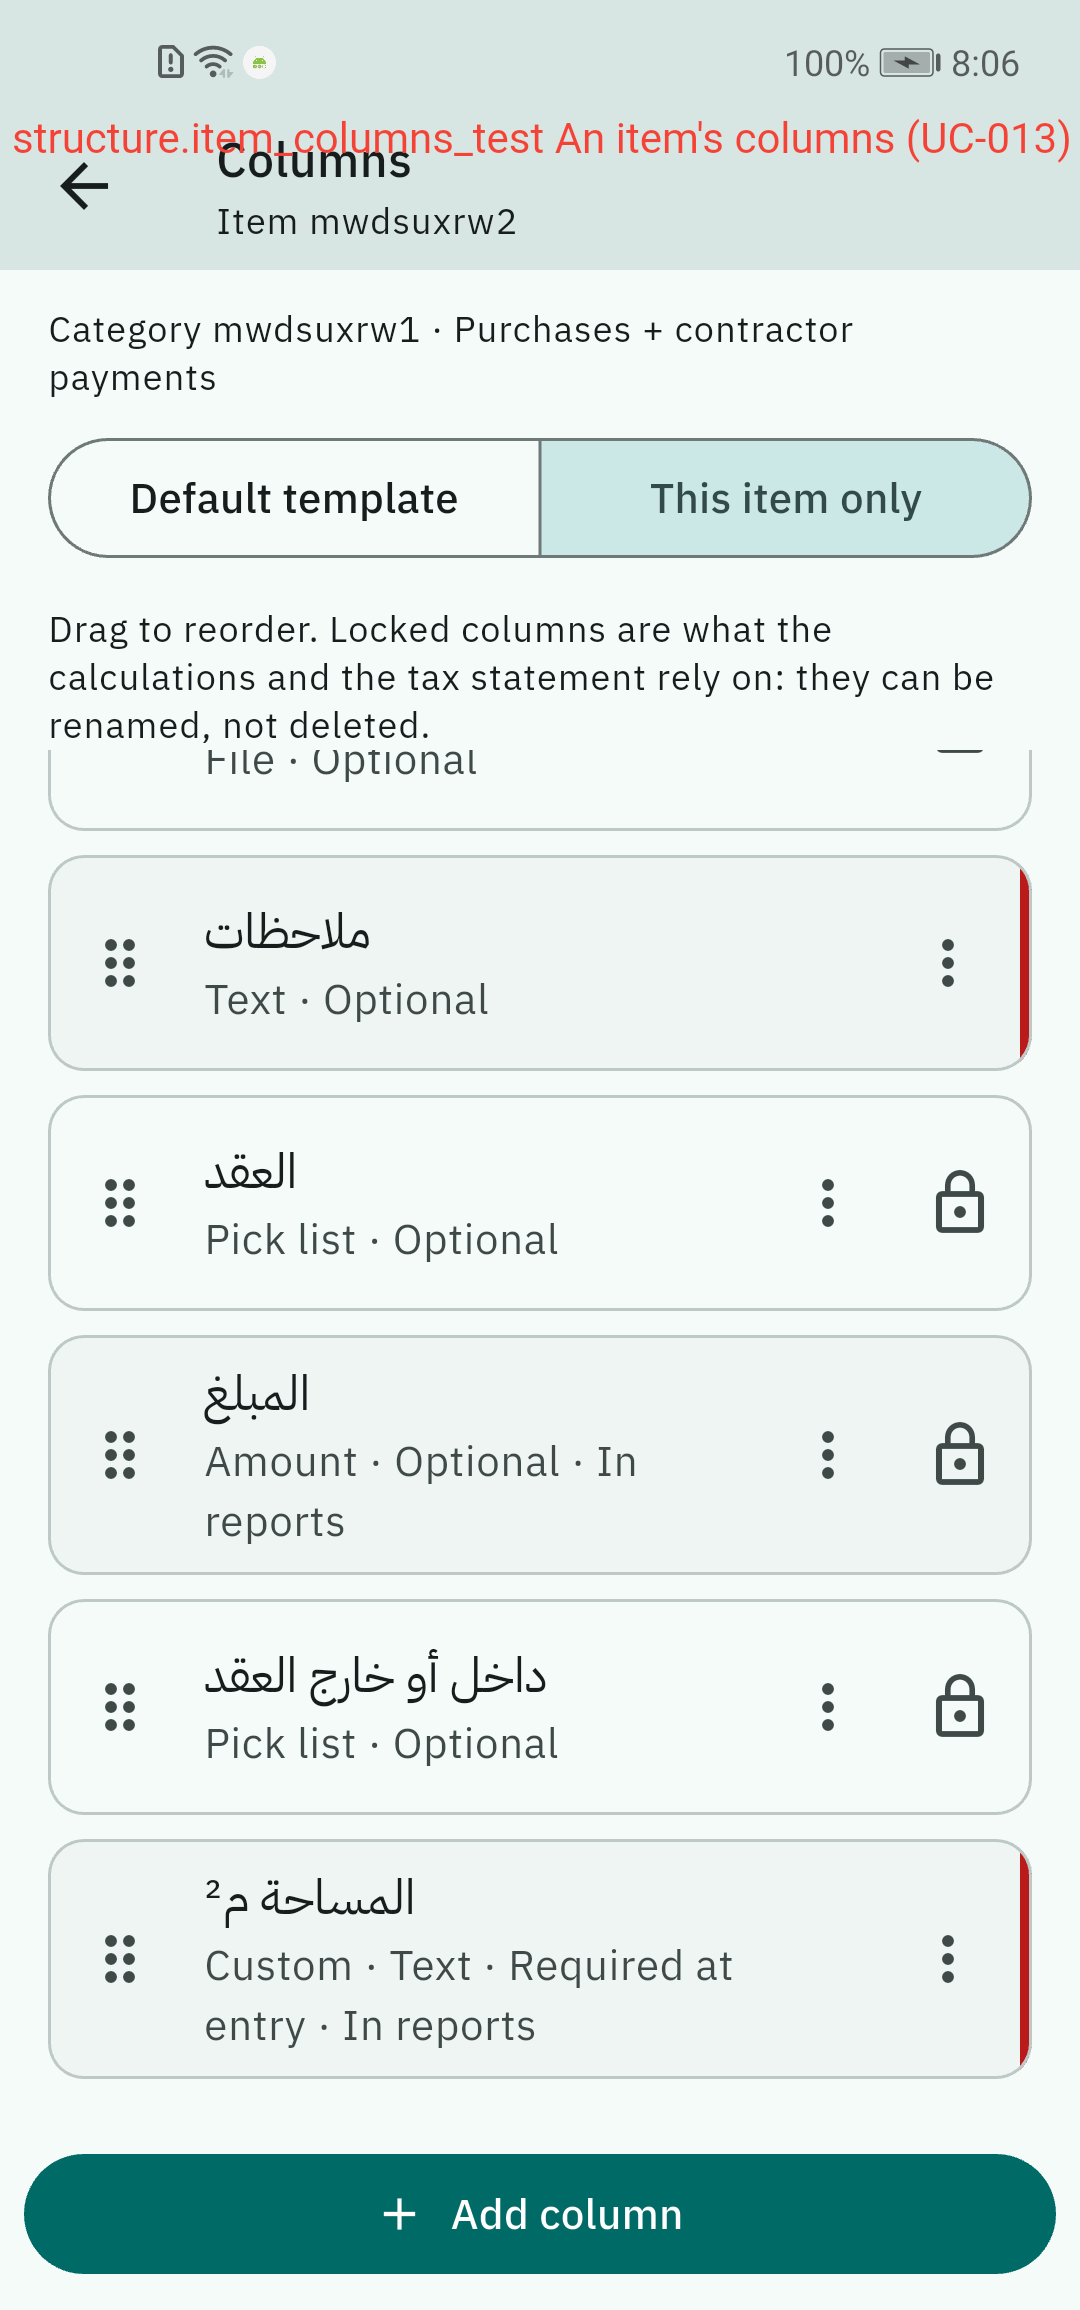 100% 8:06
structure.item_columns_test An item's columns (UC-013)
Columns
Item mwdsuxrw2
Category mwdsuxrw1 · Purchases + contractor
payments
Default template
This item only
Drag to reorder. Locked columns are what the
calculations and the tax statement rely on: they can be
renamed, not deleted.
File · Optional
ملاحظات
Text · Optional
العقد
Pick list · Optional
المبلغ
Amount · Optional · In
reports
داخل أو خارج العقد
Pick list · Optional
المساحة م²
Custom · Text · Required at
entry · In reports
+ Add column